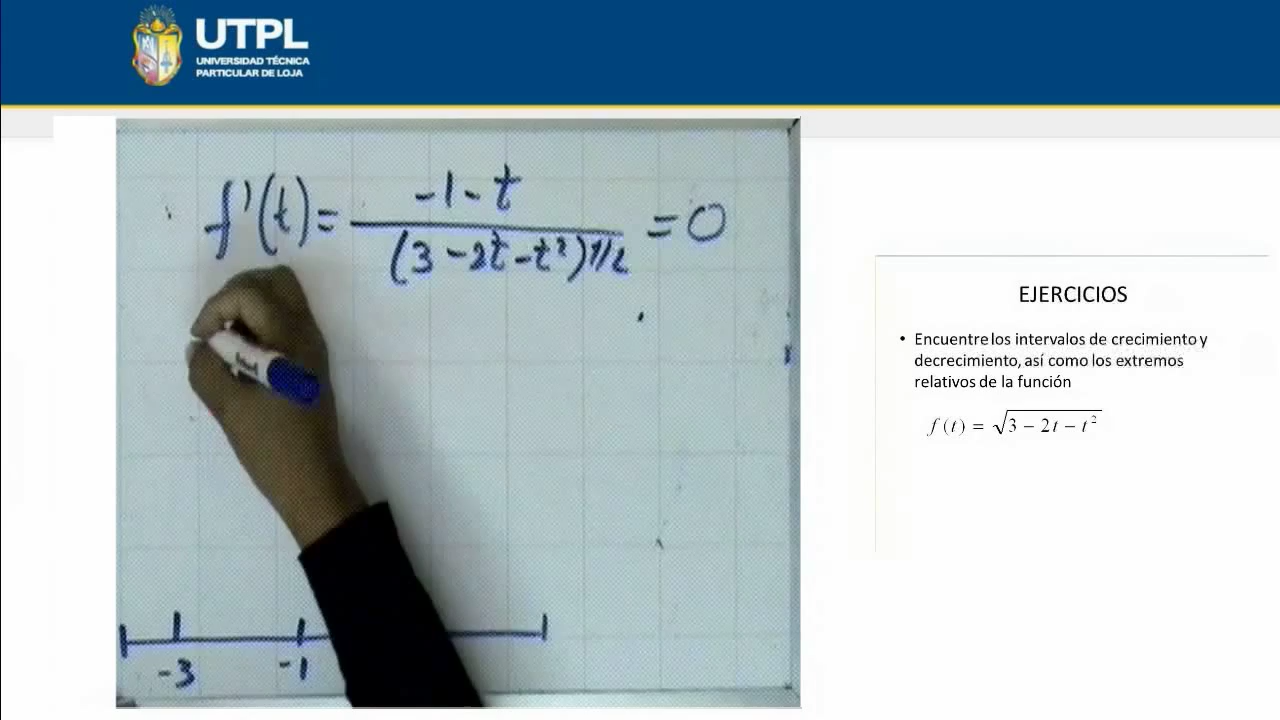 UTPL
UNIVERSIDAD TÉCNICA
PARTICULAR DE LOJA
f'(t) = \frac{-1-t}{(3-2t-t²)^{1/2}} = 0
-3 -1
EJERCICIOS
• Encuentre los intervalos de crecimiento y
decrecimiento, así como los extremos
relativos de la función
f(t) = √(3 − 2t − t²)